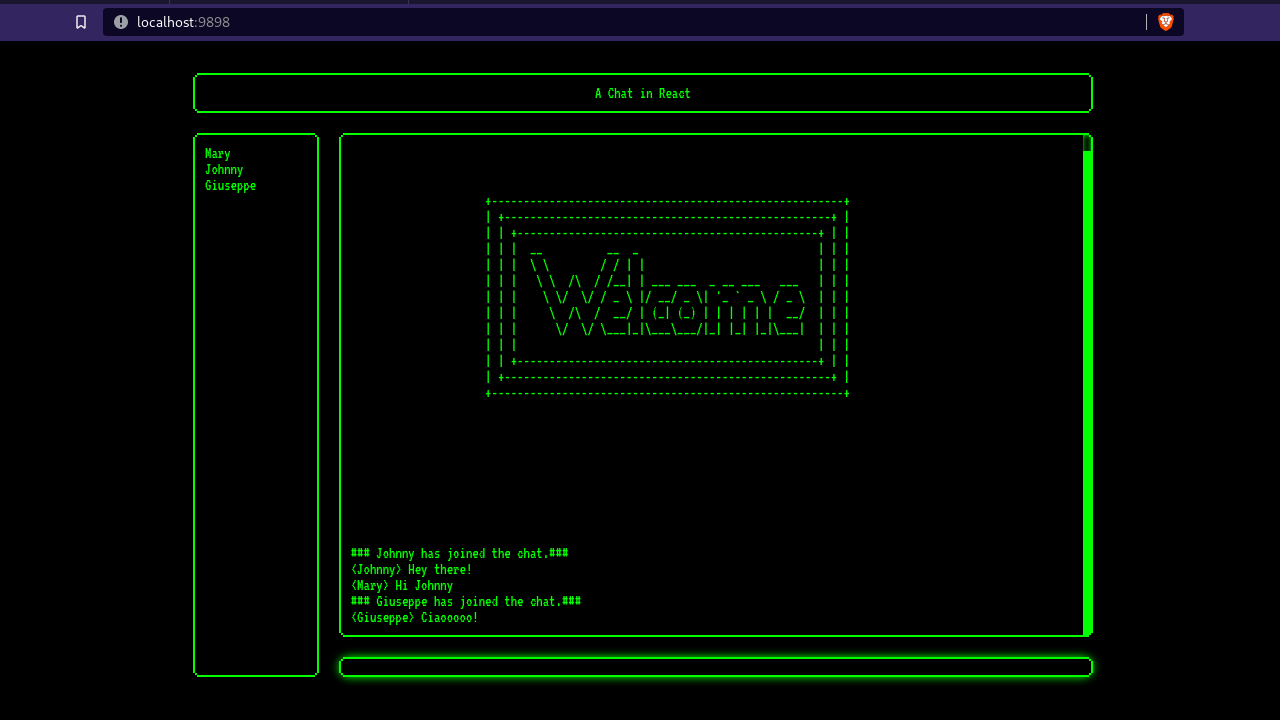 localhost:9898
A Chat in React
Mary
Johnny
Giuseppe
Welcome
### Johnny has joined the chat.###
<Johnny> Hey there!
<Mary> Hi Johnny
### Giuseppe has joined the chat.###
<Giuseppe> Ciaooooo!